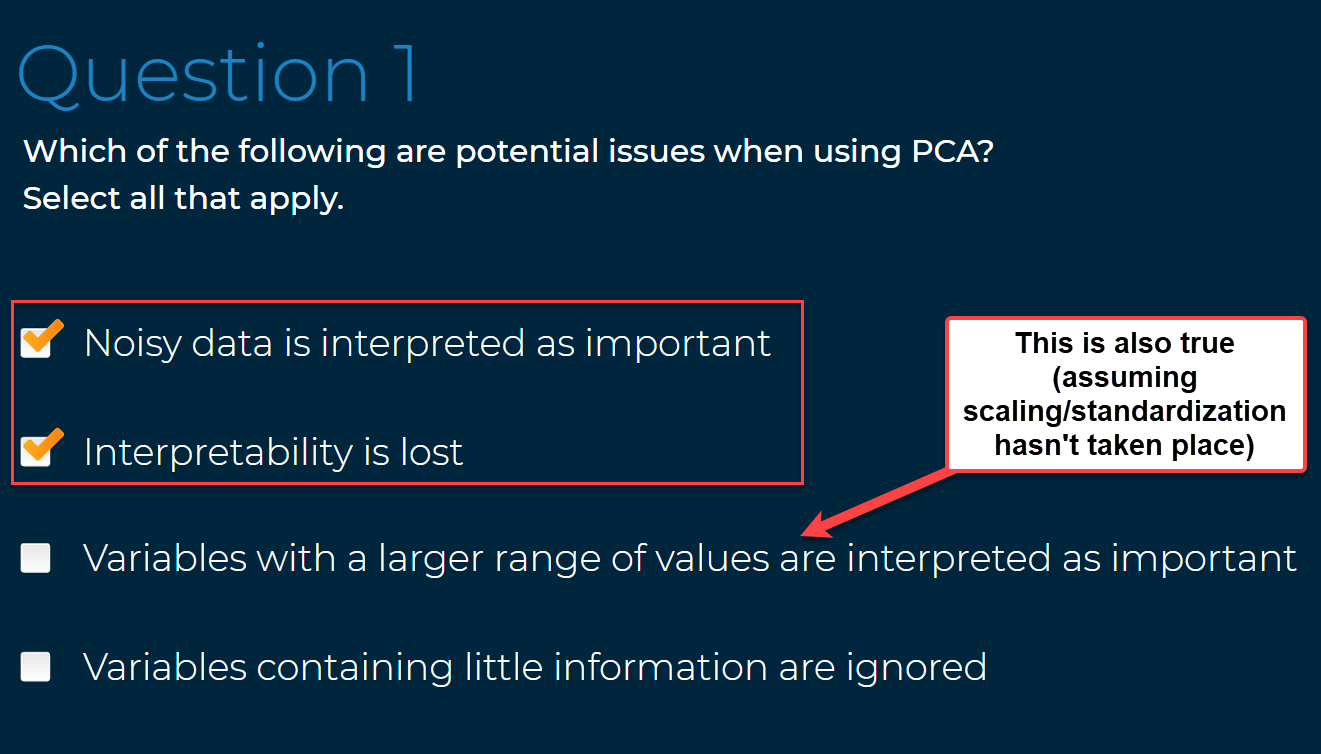 Question 1
Which of the following are potential issues when using PCA?
Select all that apply.
Noisy data is interpreted as important
This is also true
(assuming
scaling/standardization
hasn't taken place)
Interpretability is lost
Variables with a larger range of values are interpreted as important
Variables containing little information are ignored